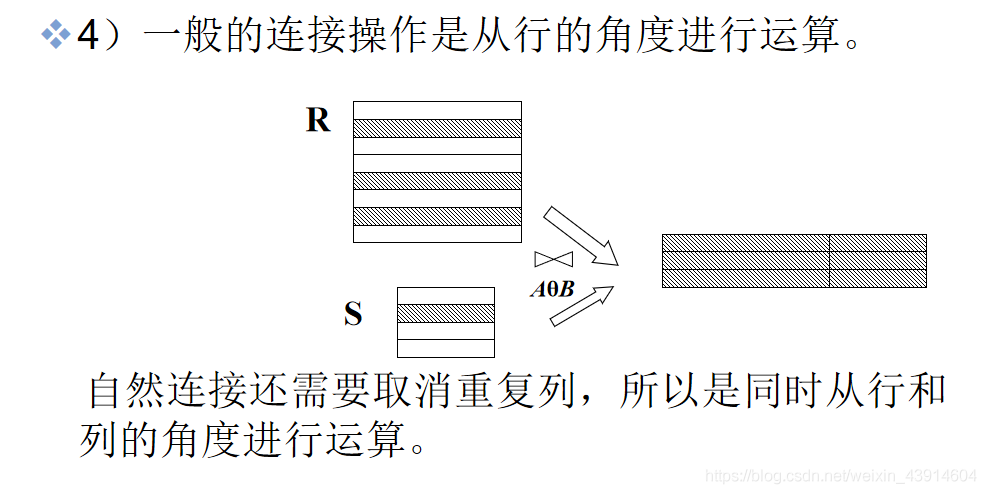 ❖4）一般的连接操作是从行的角度进行运算。
R
AθB
S
自然连接还需要取消重复列，所以是同时从行和
列的角度进行运算。
https://blog.csdn.net/weixin_43914604